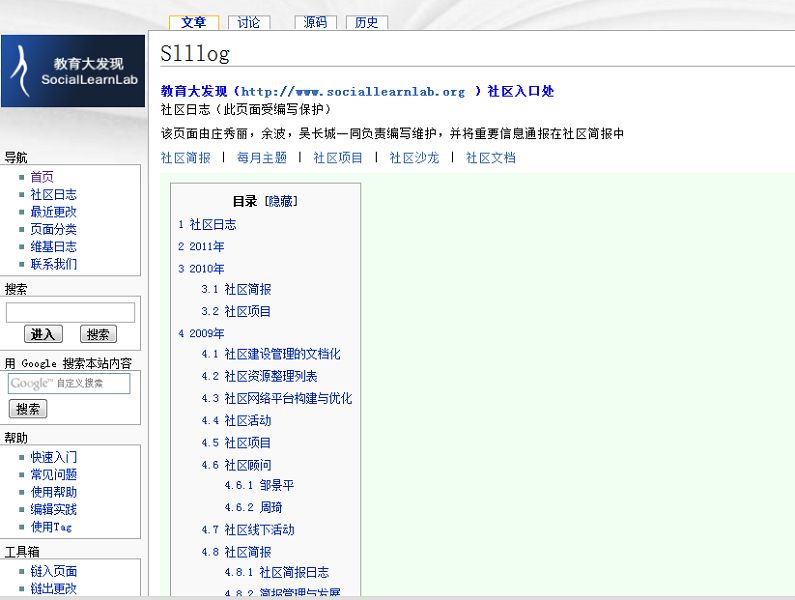 文章 讨论 源码 历史
教育大发现
SocialLearnLab
Slllog
教育大发现（http://www.sociallearnlab.org ）社区入口处
社区日志（此页面受编写保护）
该页面由庄秀丽，余波，吴长城一同负责编写维护，并将重要信息通报在社区简报中
社区简报 | 每月主题 | 社区项目 | 社区沙龙 | 社区文档
导航
首页
社区日志
最近更改
页面分类
维基日志
联系我们
搜索
进入 搜索
用 Google 搜索本站内容
Google™ 自定义搜索
搜索
帮助
快速入门
常见问题
使用帮助
编辑实践
使用Tag
工具箱
链入页面
链出更改
目录 [隐藏]
1 社区日志
2 2011年
3 2010年
3.1 社区简报
3.2 社区项目
4 2009年
4.1 社区建设管理的文档化
4.2 社区资源整理列表
4.3 社区网络平台构建与优化
4.4 社区活动
4.5 社区项目
4.6 社区顾问
4.6.1 邹景平
4.6.2 周琦
4.7 社区线下活动
4.8 社区简报
4.8.1 社区简报日志
4.8.2 简报管理与发展